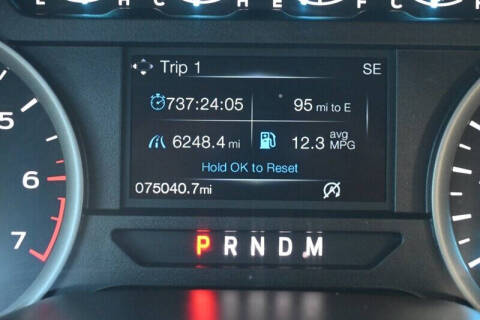 L H C H E F C H
Trip 1 SE
737:24:05 95 mi to E
6248.4 mi 12.3 avg MPG
Hold OK to Reset
075040.7mi
5
6
7
P R N D M